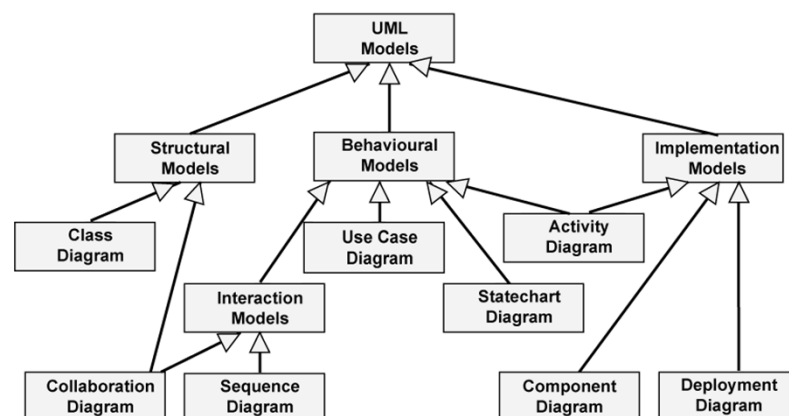 UML
Models
Structural
Models
Behavioural
Models
Implementation
Models
Class
Diagram
Use Case
Diagram
Activity
Diagram
Interaction
Models
Statechart
Diagram
Collaboration
Diagram
Sequence
Diagram
Component
Diagram
Deployment
Diagram